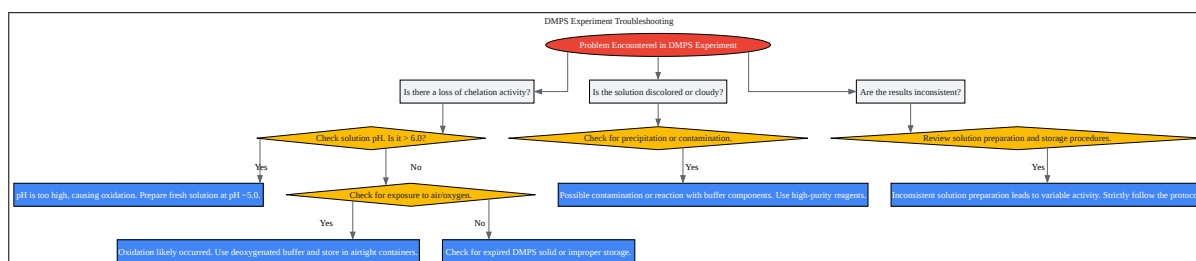 DMPS Experiment Troubleshooting
Problem Encountered in DMPS Experiment
Is there a loss of chelation activity?
Is the solution discolored or cloudy?
Are the results inconsistent?
Check solution pH. Is it > 6.0?
Check for precipitation or contamination.
Review solution preparation and storage procedures.
Yes
No
Yes
Yes
pH is too high, causing oxidation. Prepare fresh solution at pH ~5.0.
Check for exposure to air/oxygen.
Possible contamination or reaction with buffer components. Use high-purity reagents.
Inconsistent solution preparation leads to variable activity. Strictly follow the protoco
Yes
No
Oxidation likely occurred. Use deoxygenated buffer and store in airtight containers.
Check for expired DMPS solid or improper storage.